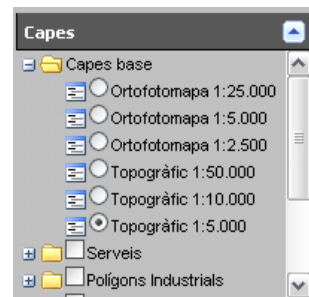 Capes
Capes base
Ortofotomapa 1:25.000
Ortofotomapa 1:5.000
Ortofotomapa 1:2.500
Topogràfic 1:50.000
Topogràfic 1:10.000
Topogràfic 1:5.000
Serveis
Polígons Industrials